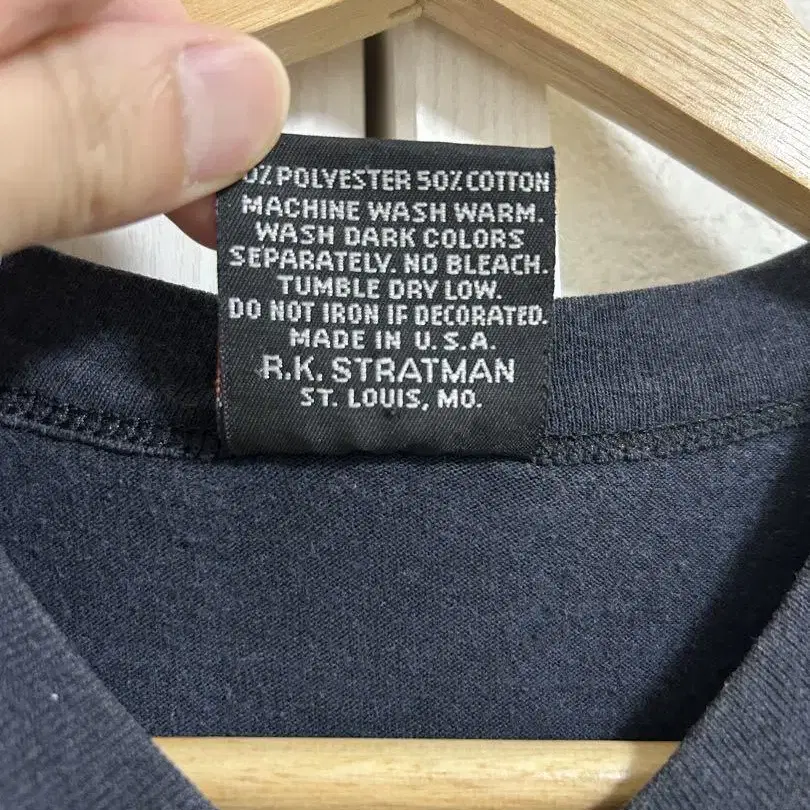 0% POLYESTER 50% COTTON
MACHINE WASH WARM.
WASH DARK COLORS
SEPARATELY. NO BLEACH.
TUMBLE DRY LOW.
DO NOT IRON IF DECORATED.
MADE IN U.S.A.
R.K. STRATMAN
ST. LOUIS, MO.